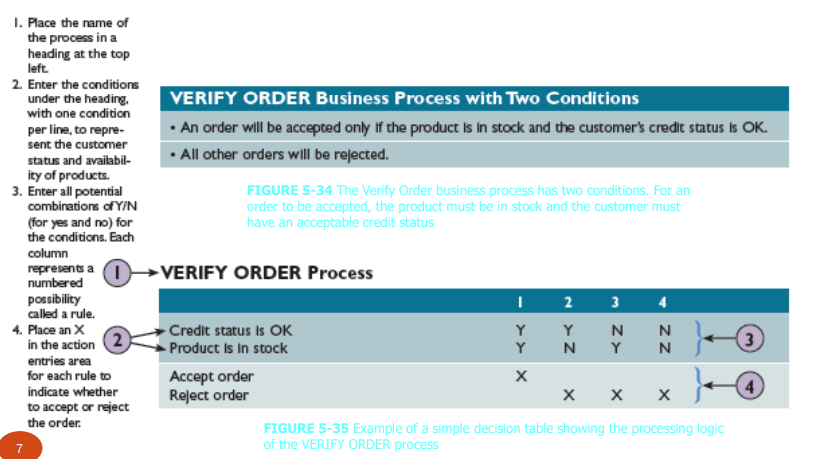 1. Place the name of
the process in a
heading at the top
left.
2. Enter the conditions
under the heading,
with one condition
per line, to repre-
sent the customer
status and availabil-
ity of products.
3. Enter all potential
combinations of Y/N
(for yes and no) for
the conditions. Each
column
represents a
numbered
possibility
called a rule.
4. Place an X
in the action
entries area
for each rule to
indicate whether
to accept or reject
the order.
VERIFY ORDER Business Process with Two Conditions
• An order will be accepted only if the product is in stock and the customer's credit status is OK.
• All other orders will be rejected.
FIGURE 5-34 The Verify Order business process has two conditions. For an
order to be accepted, the product must be in stock and the customer must
have an acceptable credit status
1 VERIFY ORDER Process
1 2 3 4
Credit status is OK Y Y N N
2 3
Product is in stock Y N Y N
Accept order X
4
Reject order X X X
FIGURE 5-35 Example of a simple decision table showing the processing logic
of the VERIFY ORDER process
7